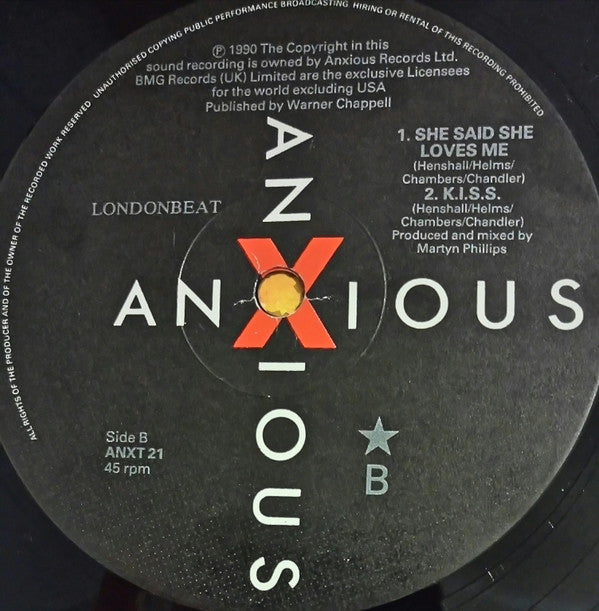 ALL RIGHTS OF THE PRODUCER AND OF THE OWNER OF THE RECORDED WORK RESERVED UNAUTHORISED COPYING PUBLIC PERFORMANCE BROADCASTING HIRING OR RENTAL OF THIS RECORDING PROHIBITED
℗ 1990 The Copyright in this
sound recording is owned by Anxious Records Ltd.
BMG Records (UK) Limited are the exclusive Licensees
for the world excluding USA
Published by Warner Chappell
1. SHE SAID SHE
LOVES ME
(Henshall/Helms/
Chambers/Chandler)
2. K.I.S.S.
(Henshall/Helms/
Chambers/Chandler)
Produced and mixed by
Martyn Phillips
LONDONBEAT
ANXIOUS
ANXIOUS
Side B
ANXT 21
45 rpm
B